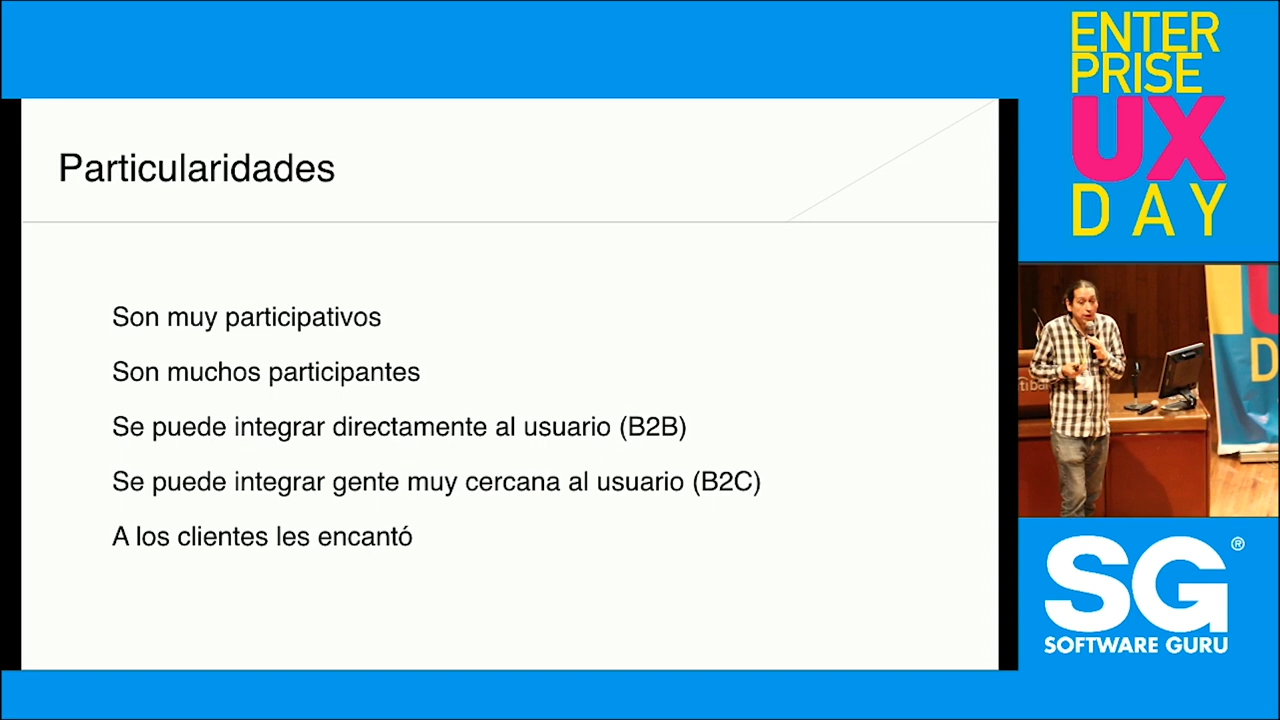 Particularidades
Son muy participativos
Son muchos participantes
Se puede integrar directamente al usuario (B2B)
Se puede integrar gente muy cercana al usuario (B2C)
A los clientes les encantó
ENTER
PRISE
UX
DAY
D
SG®
SOFTWARE GURU